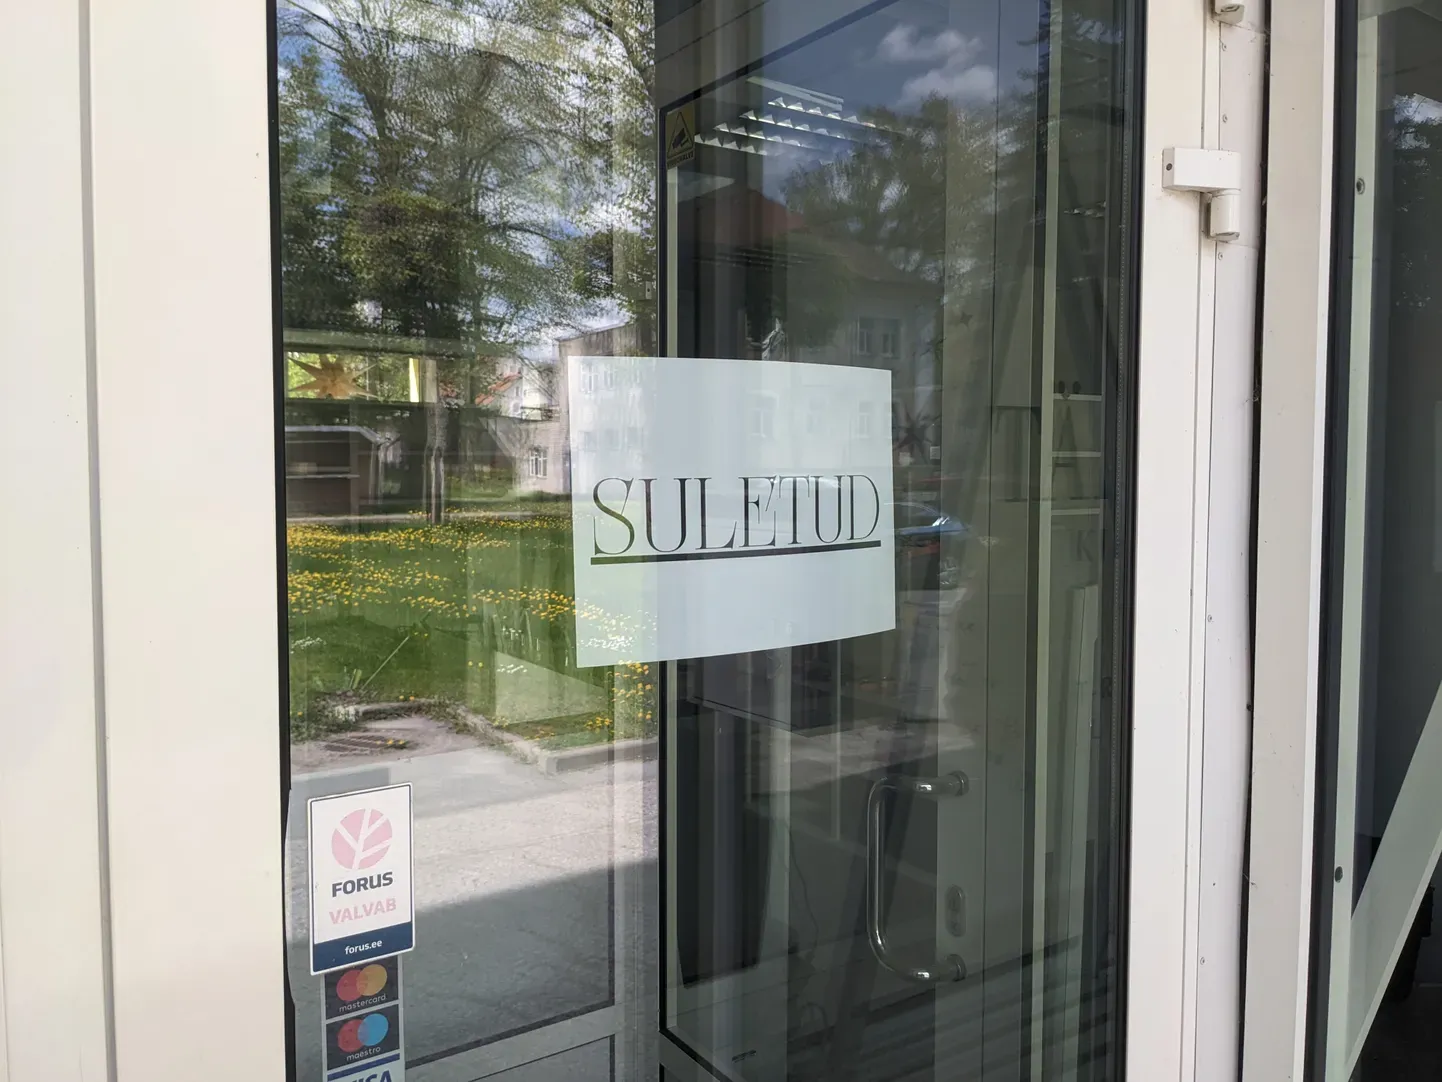 SULETUD
FORUS
VALVAB
forus.ee
mastercard
maestro